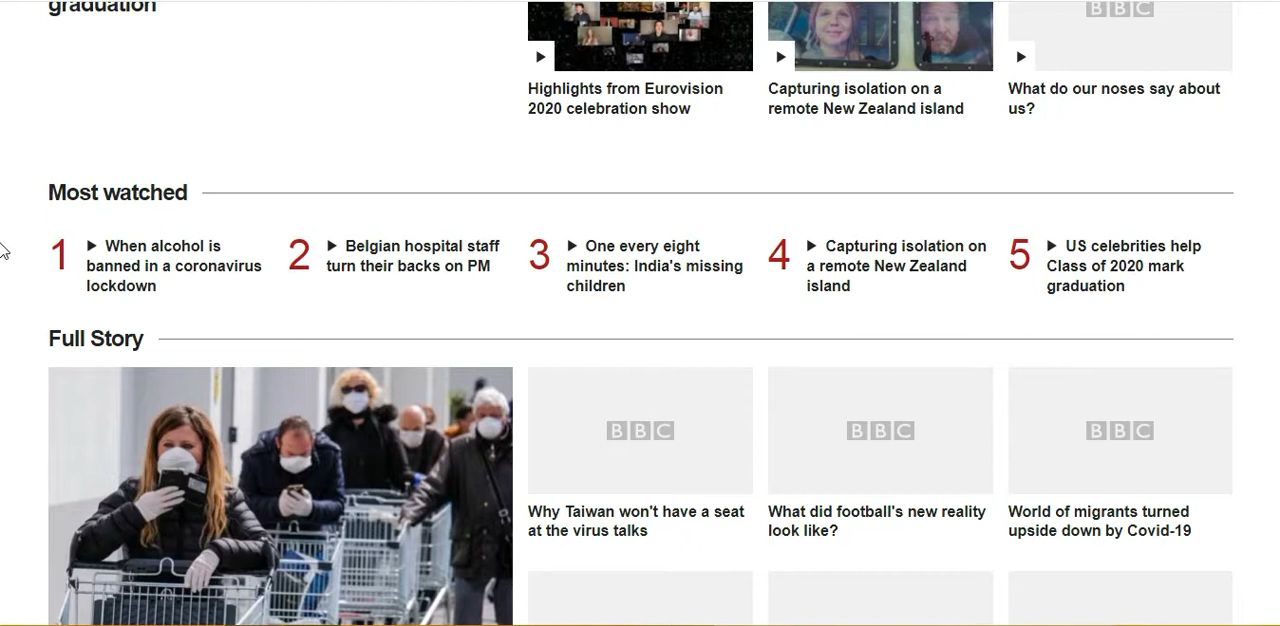 graduation
BBC
Highlights from Eurovision
2020 celebration show
Capturing isolation on a
remote New Zealand island
What do our noses say about
us?
Most watched
1
When alcohol is
banned in a coronavirus
lockdown
2
Belgian hospital staff
turn their backs on PM
3
One every eight
minutes: India's missing
children
4
Capturing isolation on
a remote New Zealand
island
5
US celebrities help
Class of 2020 mark
graduation
Full Story
BBC
BBC
BBC
Why Taiwan won't have a seat
at the virus talks
What did football's new reality
look like?
World of migrants turned
upside down by Covid-19